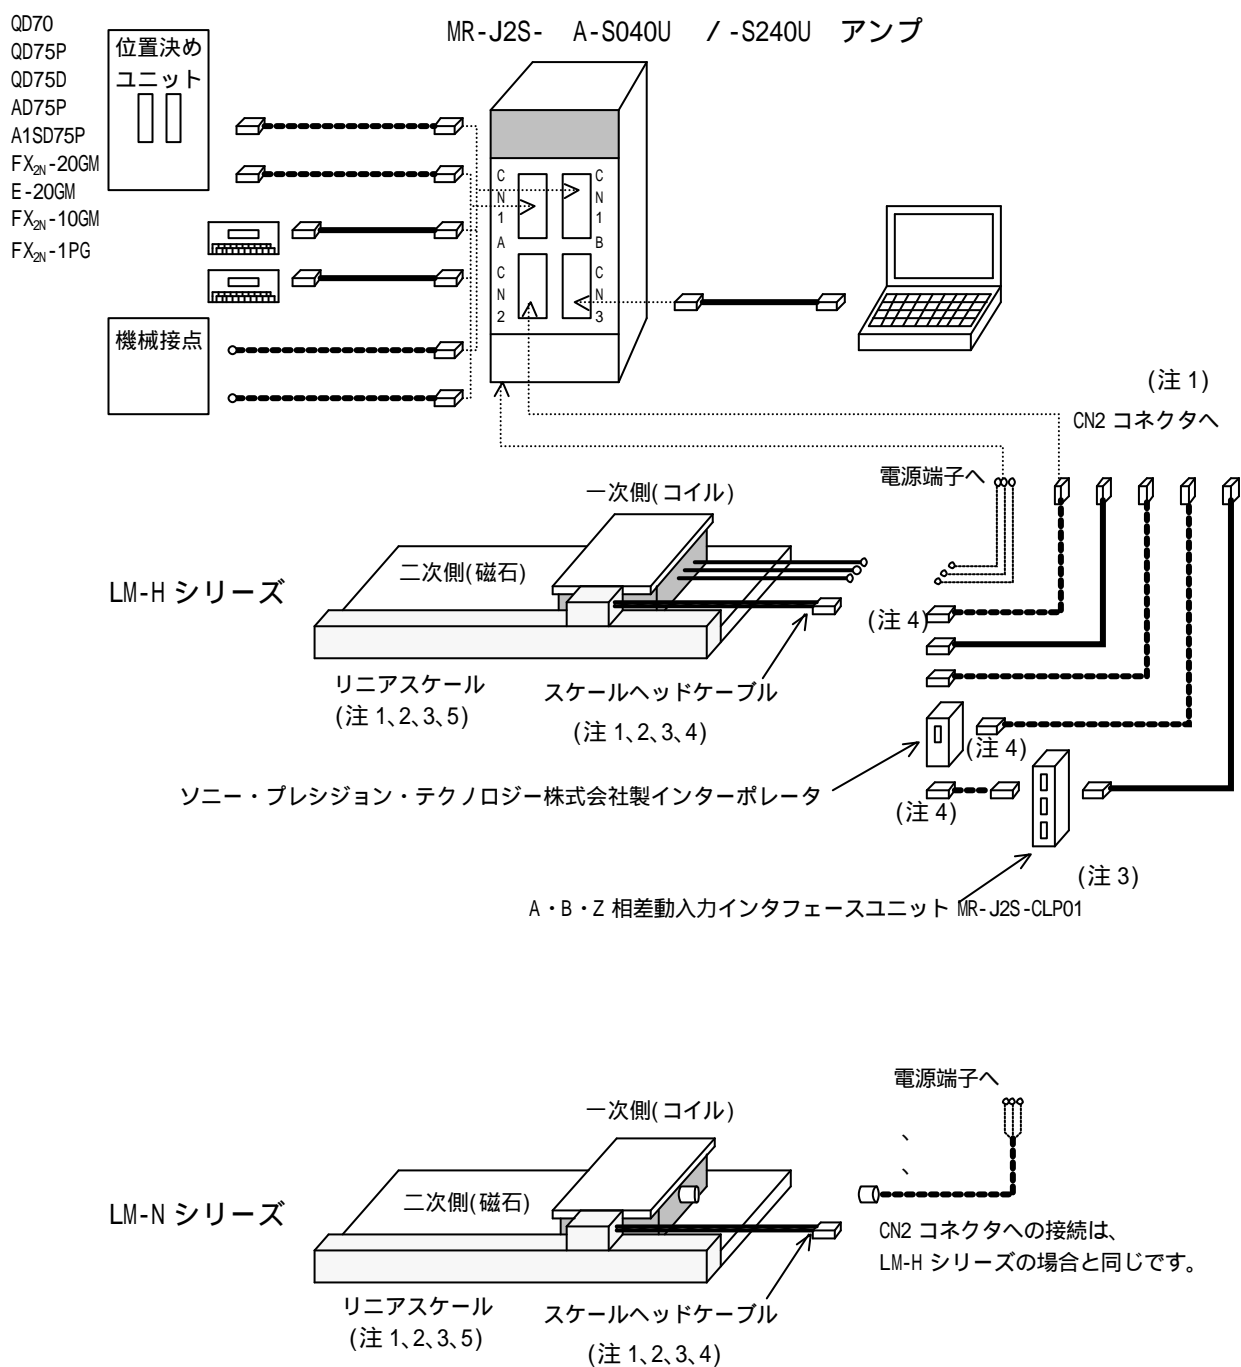 MR-J2S- A-S040U / -S240U アンプ
QD70
QD75P
QD75D
AD75P
A1SD75P
FX2N-20GM
E-20GM
FX2N-10GM
FX2N-1PG
位置決め
ユニット
CN1A
CN1B
CN2
CN3
機械接点
(注 1)
CN2 コネクタへ
電源端子へ
一次側(コイル)
二次側(磁石)
LM-H シリーズ
(注 4)
リニアスケール
(注 1、2、3、5)
スケールヘッドケーブル
(注 1、2、3、4)
(注 4)
ソニー・プレシジョン・テクノロジー株式会社製インターポレータ
(注 4)
(注 3)
A・B・Z 相差動入力インタフェースユニット MR-J2S-CLP01
電源端子へ
一次側(コイル)
、
、
二次側(磁石)
LM-N シリーズ
CN2 コネクタへの接続は、
LM-H シリーズの場合と同じです。
リニアスケール
(注 1、2、3、5)
スケールヘッドケーブル
(注 1、2、3、4)